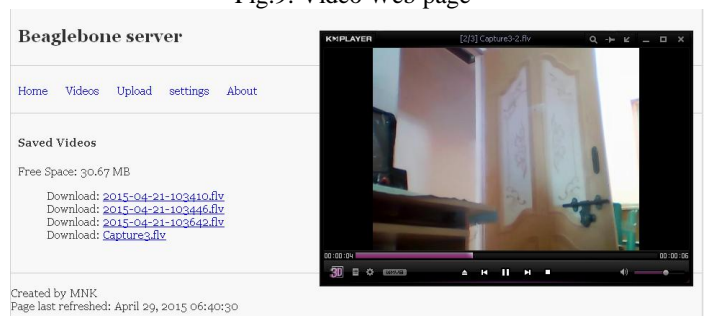 Fig.9. Video Web page
Beaglebone server
Home Videos Upload settings About
Saved Videos
Free Space: 30.67 MB
Download: 2015-04-21-103410.flv
Download: 2015-04-21-103446.flv
Download: 2015-04-21-103642.flv
Download: Capture3.flv
Created by MNK
Page last refreshed: April 29, 2015 06:40:30
KMPLAYER [2/3] Capture3-2.flv
00:00:04 00:00:06
3D